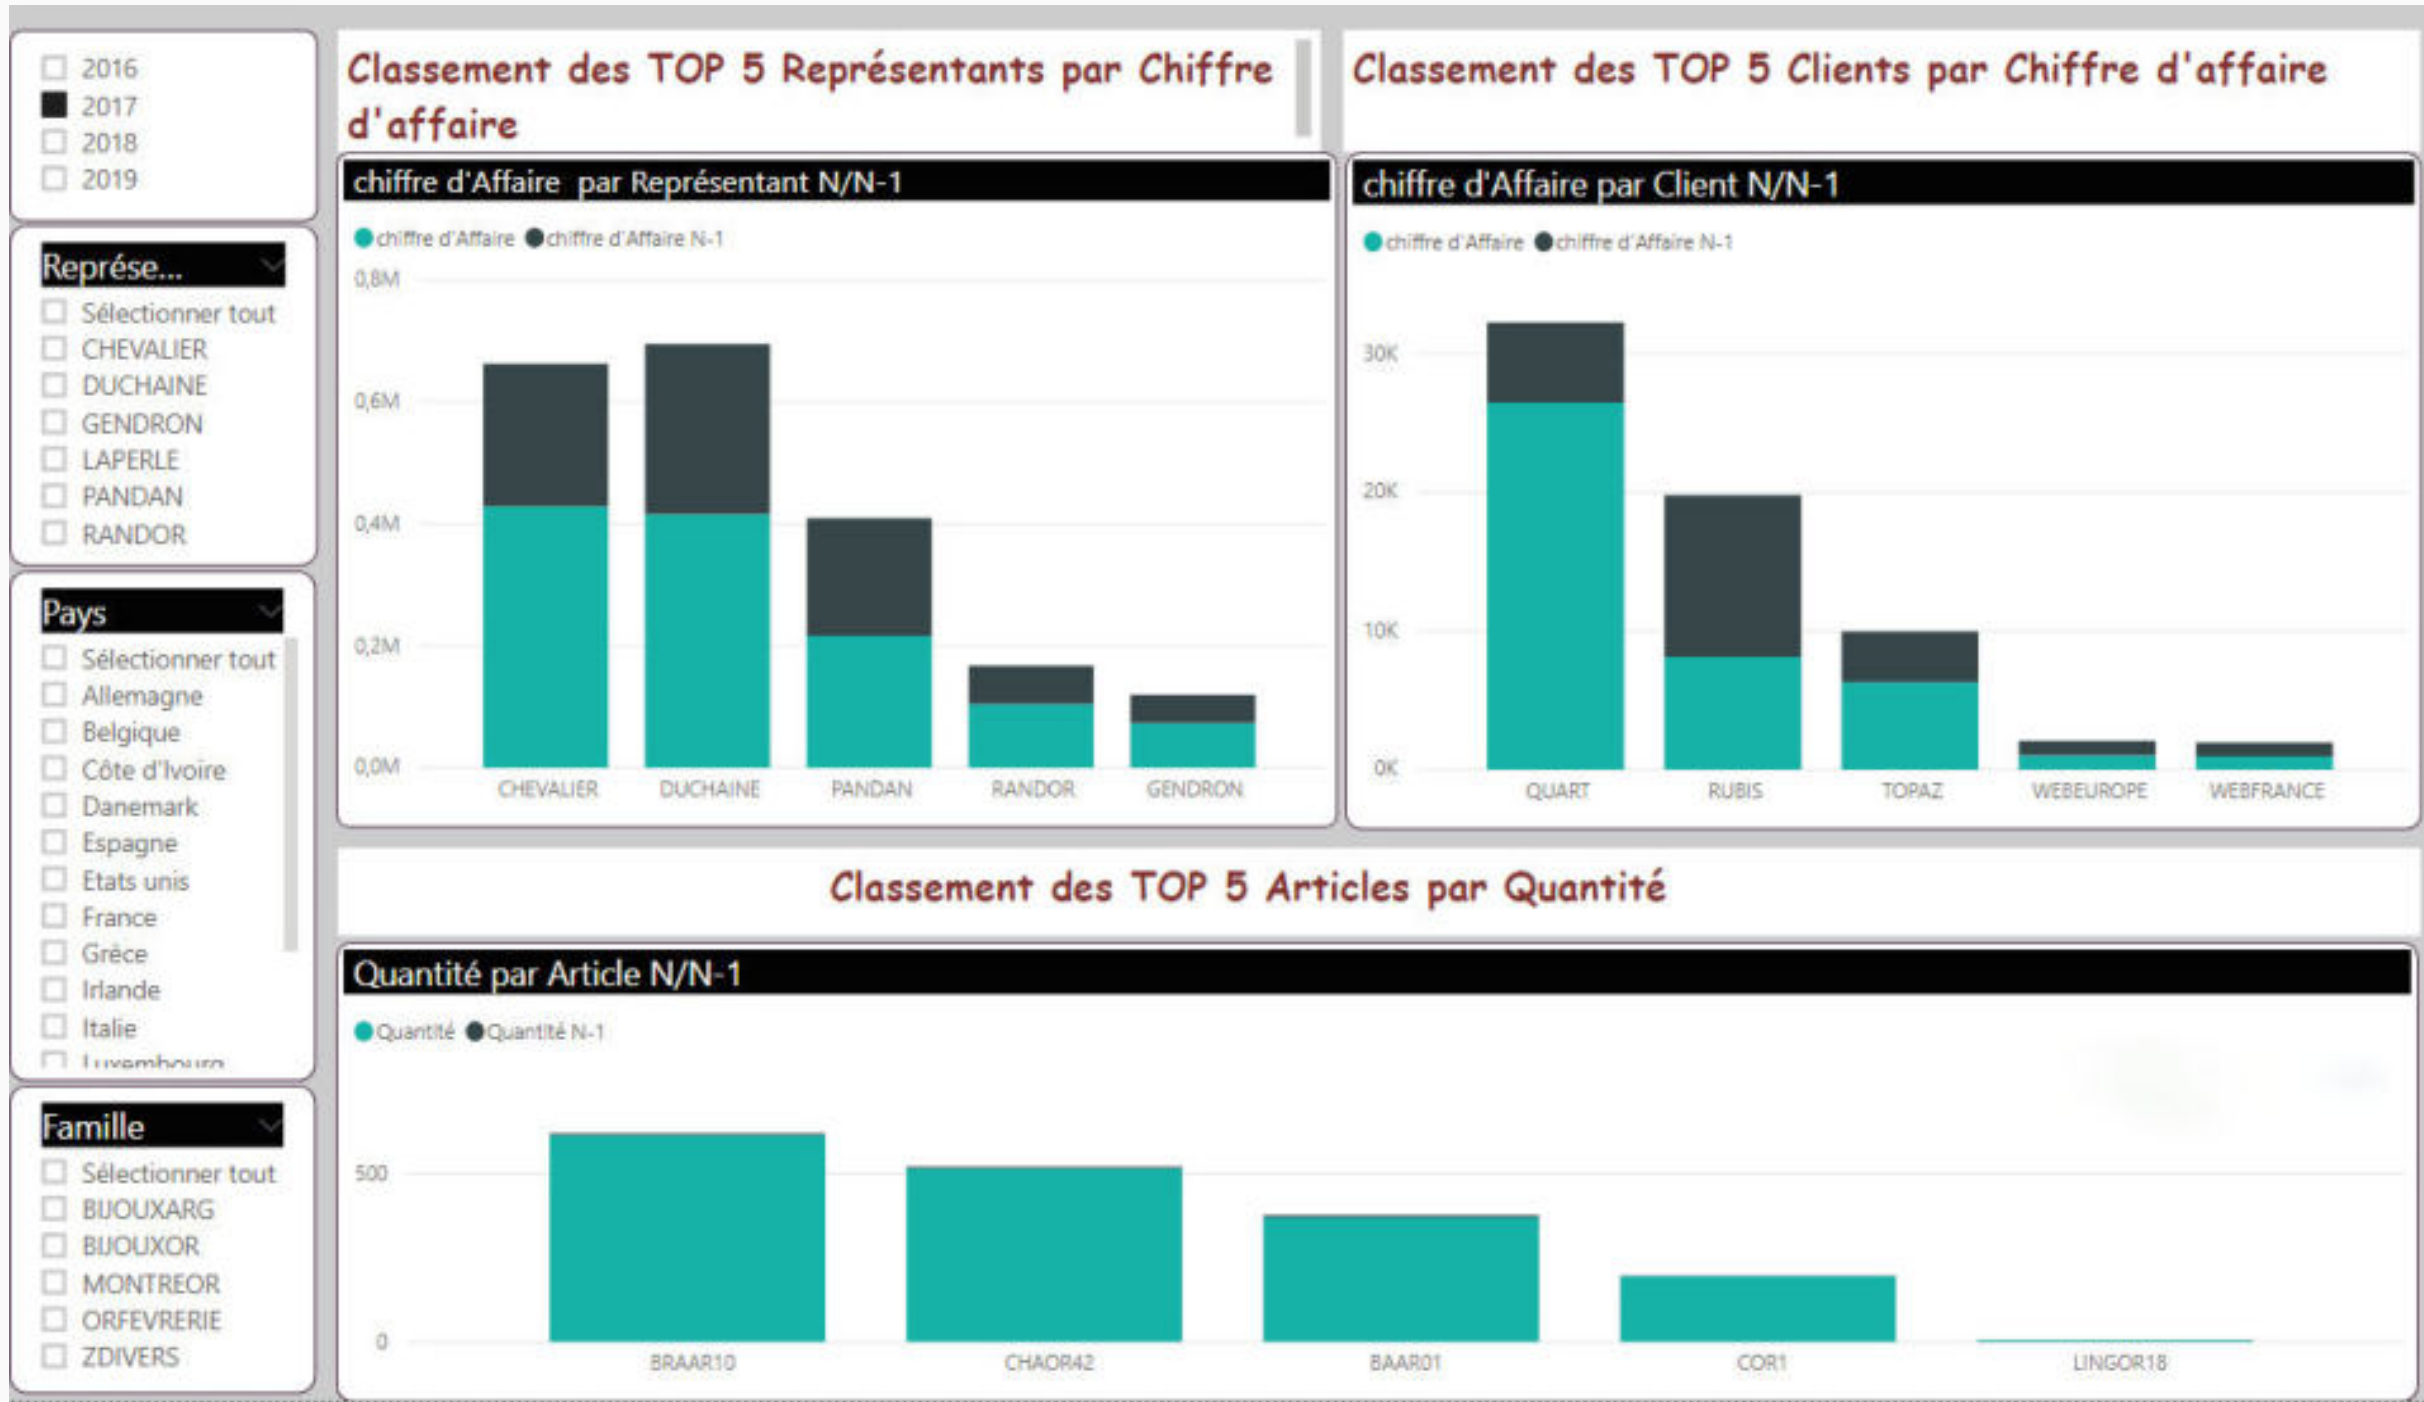 2016
2017
2018
2019
Représe...
Sélectionner tout
CHEVALIER
DUCHAINE
GENDRON
LAPERLE
PANDAN
RANDOR
Pays
Sélectionner tout
Allemagne
Belgique
Côte d'Ivoire
Danemark
Espagne
Etats unis
France
Grèce
Irlande
Italie
Luxembourg
Famille
Sélectionner tout
BIJOUXARG
BIJOUXOR
MONTREOR
ORFEVRERIE
ZDIVERS
Classement des TOP 5 Représentants par Chiffre
d'affaire
chiffre d'Affaire par Représentant N/N-1
chiffre d'Affaire chiffre d'Affaire N-1
0,8M
0,6M
0,4M
0,2M
0,0M
CHEVALIER DUCHAINE PANDAN RANDOR GENDRON
Classement des TOP 5 Clients par Chiffre d'affaire
chiffre d'Affaire par Client N/N-1
chiffre d'Affaire chiffre d'Affaire N-1
30K
20K
10K
0K
QUART RUBIS TOPAZ WEBEUROPE WEBFRANCE
Classement des TOP 5 Articles par Quantité
Quantité par Article N/N-1
Quantité Quantité N-1
500
0
BRAAR10 CHAOR42 BAAR01 COR1 LINGOR18